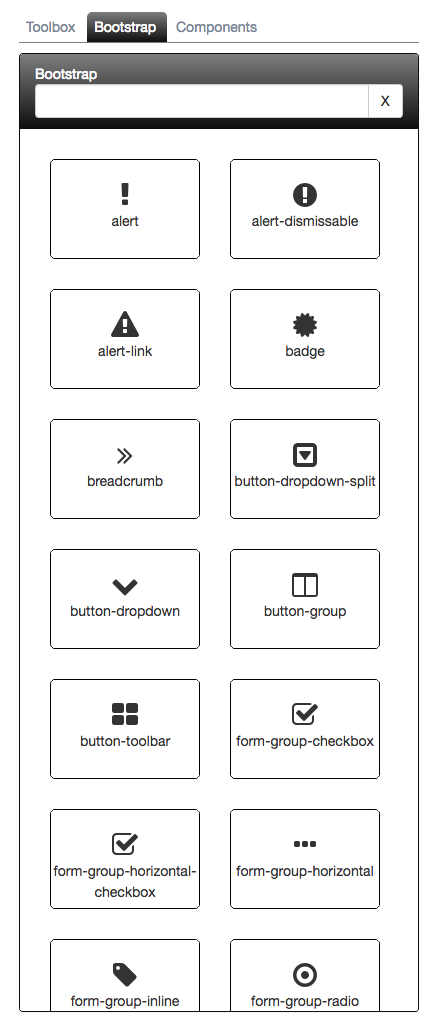 Toolbox Bootstrap Components
Bootstrap
X
alert alert-dismissable
alert-link badge
breadcrumb button-dropdown-split
button-dropdown button-group
button-toolbar form-group-checkbox
form-group-horizontal-
checkbox
form-group-horizontal
form-group-inline form-group-radio